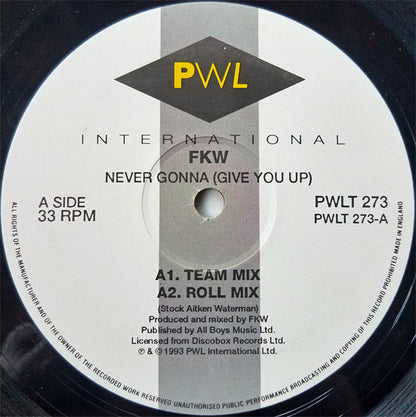 PWL
INTERNATIONAL
FKW
NEVER GONNA (GIVE YOU UP)
A SIDE
33 RPM
PWLT 273
PWLT 273-A
A1. TEAM MIX
A2. ROLL MIX
(Stock Aitken Waterman)
Produced and mixed by FKW
Published by All Boys Music Ltd.
Licensed from Discobox Records Ltd.
℗ & © 1993 PWL International Ltd.
ALL RIGHTS OF THE MANUFACTURER AND OF THE OWNER OF THE RECORDED WORK RESERVED UNAUTHORISED PUBLIC PERFORMANCE BROADCASTING AND COPYING OF THIS RECORD PROHIBITED MADE IN ENGLAND